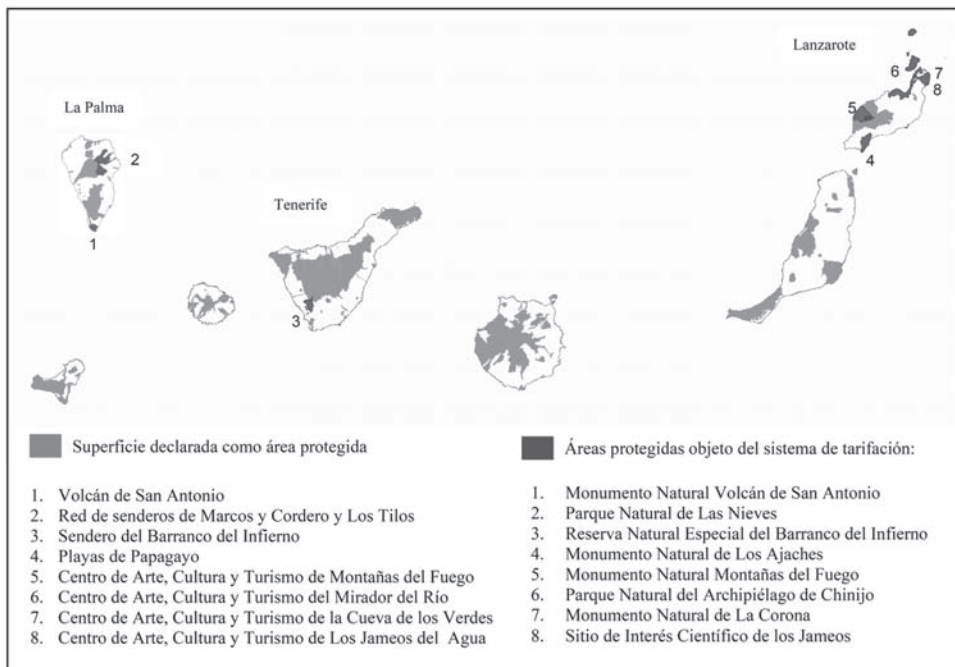 Lanzarote
6
7
8
La Palma
5
2
4
Tenerife
1
3
Superficie declarada como área protegida
1. Volcán de San Antonio
2. Red de senderos de Marcos y Cordero y Los Tilos
3. Sendero del Barranco del Infierno
4. Playas de Papagayo
5. Centro de Arte, Cultura y Turismo de Montañas del Fuego
6. Centro de Arte, Cultura y Turismo del Mirador del Río
7. Centro de Arte, Cultura y Turismo de la Cueva de los Verdes
8. Centro de Arte, Cultura y Turismo de Los Jameos del Agua
Áreas protegidas objeto del sistema de tarifación:
1. Monumento Natural Volcán de San Antonio
2. Parque Natural de Las Nieves
3. Reserva Natural Especial del Barranco del Infierno
4. Monumento Natural de Los Ajaches
5. Monumento Natural Montañas del Fuego
6. Parque Natural del Archipiélago de Chinijo
7. Monumento Natural de La Corona
8. Sitio de Interés Científico de los Jameos